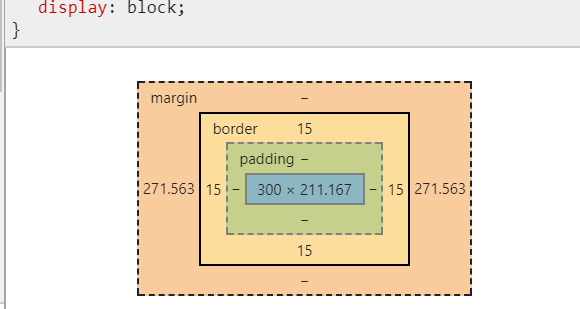 display: block;
}
margin –
border 15
padding –
271.563 15 – 300 × 211.167 – 15 271.563
–
15
–